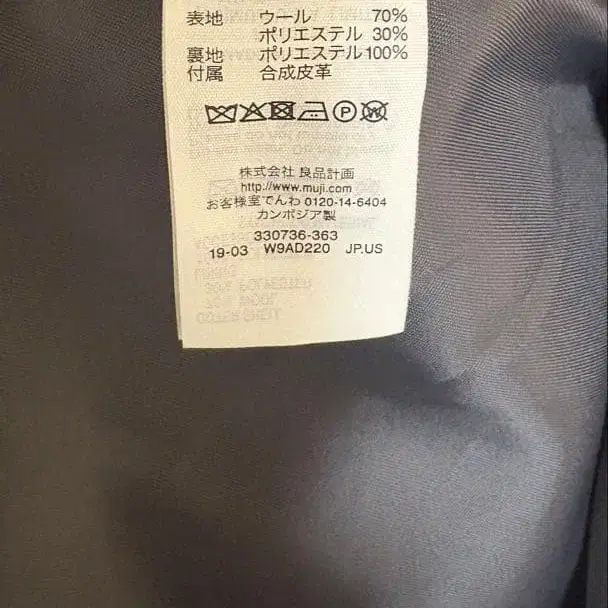 表地 ウール 70%
ポリエステル 30%
裏地 ポリエステル100%
付属 合成皮革
株式会社 良品計画
http://www.muji.com
お客様室でんわ 0120-14-6404
カンボジア製
330736-363
19-03 W9AD220 JP.US